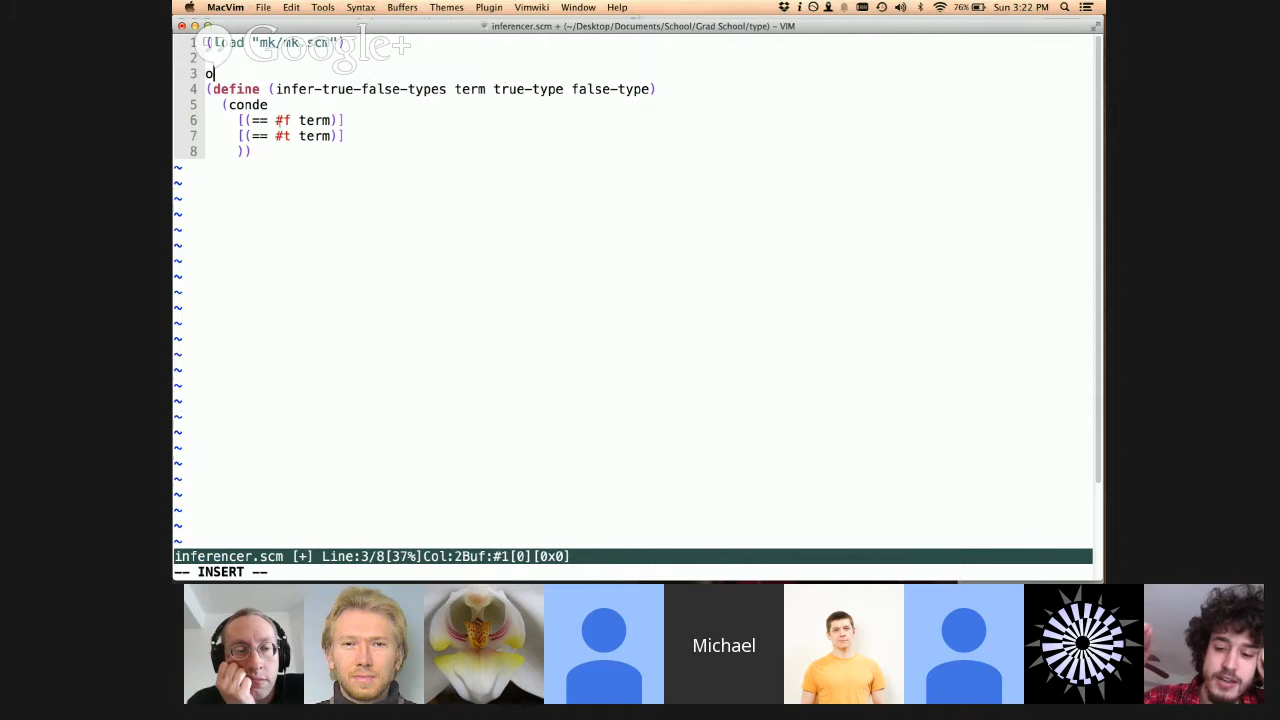 MacVim File Edit Tools Syntax Buffers Themes Plugin Vimwiki Window Help 76% Sun 3:22 PM
inferencer.scm + (~/Desktop/Documents/School/Grad School/type) – VIM
Google+
1 (load "mk/mk.scm")
2
3 o
4 (define (infer-true-false-types term true-type false-type)
5 (conde
6 [(== #f term)]
7 [(== #t term)]
8 ))
inferencer.scm [+] Line:3/8[37%]Col:2Buf:#1[0][0x0]
-- INSERT --
Michael